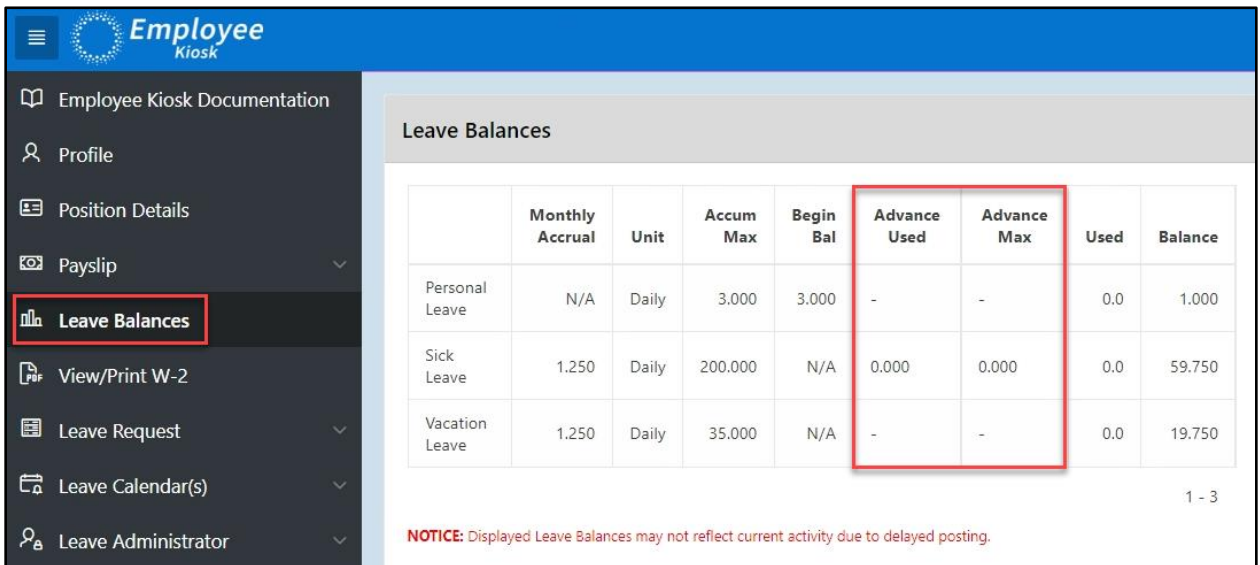 Employee
Kiosk
Employee Kiosk Documentation
Profile
Position Details
Payslip
Leave Balances
PDF View/Print W-2
Leave Request
Leave Calendar(s)
Leave Administrator
Leave Balances
Monthly Accrual Unit Accum Max Begin Bal Advance Used Advance Max Used Balance
Personal Leave N/A Daily 3.000 3.000 - - 0.0 1.000
Sick Leave 1.250 Daily 200.000 N/A 0.000 0.000 0.0 59.750
Vacation Leave 1.250 Daily 35.000 N/A - - 0.0 19.750
1 - 3
NOTICE: Displayed Leave Balances may not reflect current activity due to delayed posting.